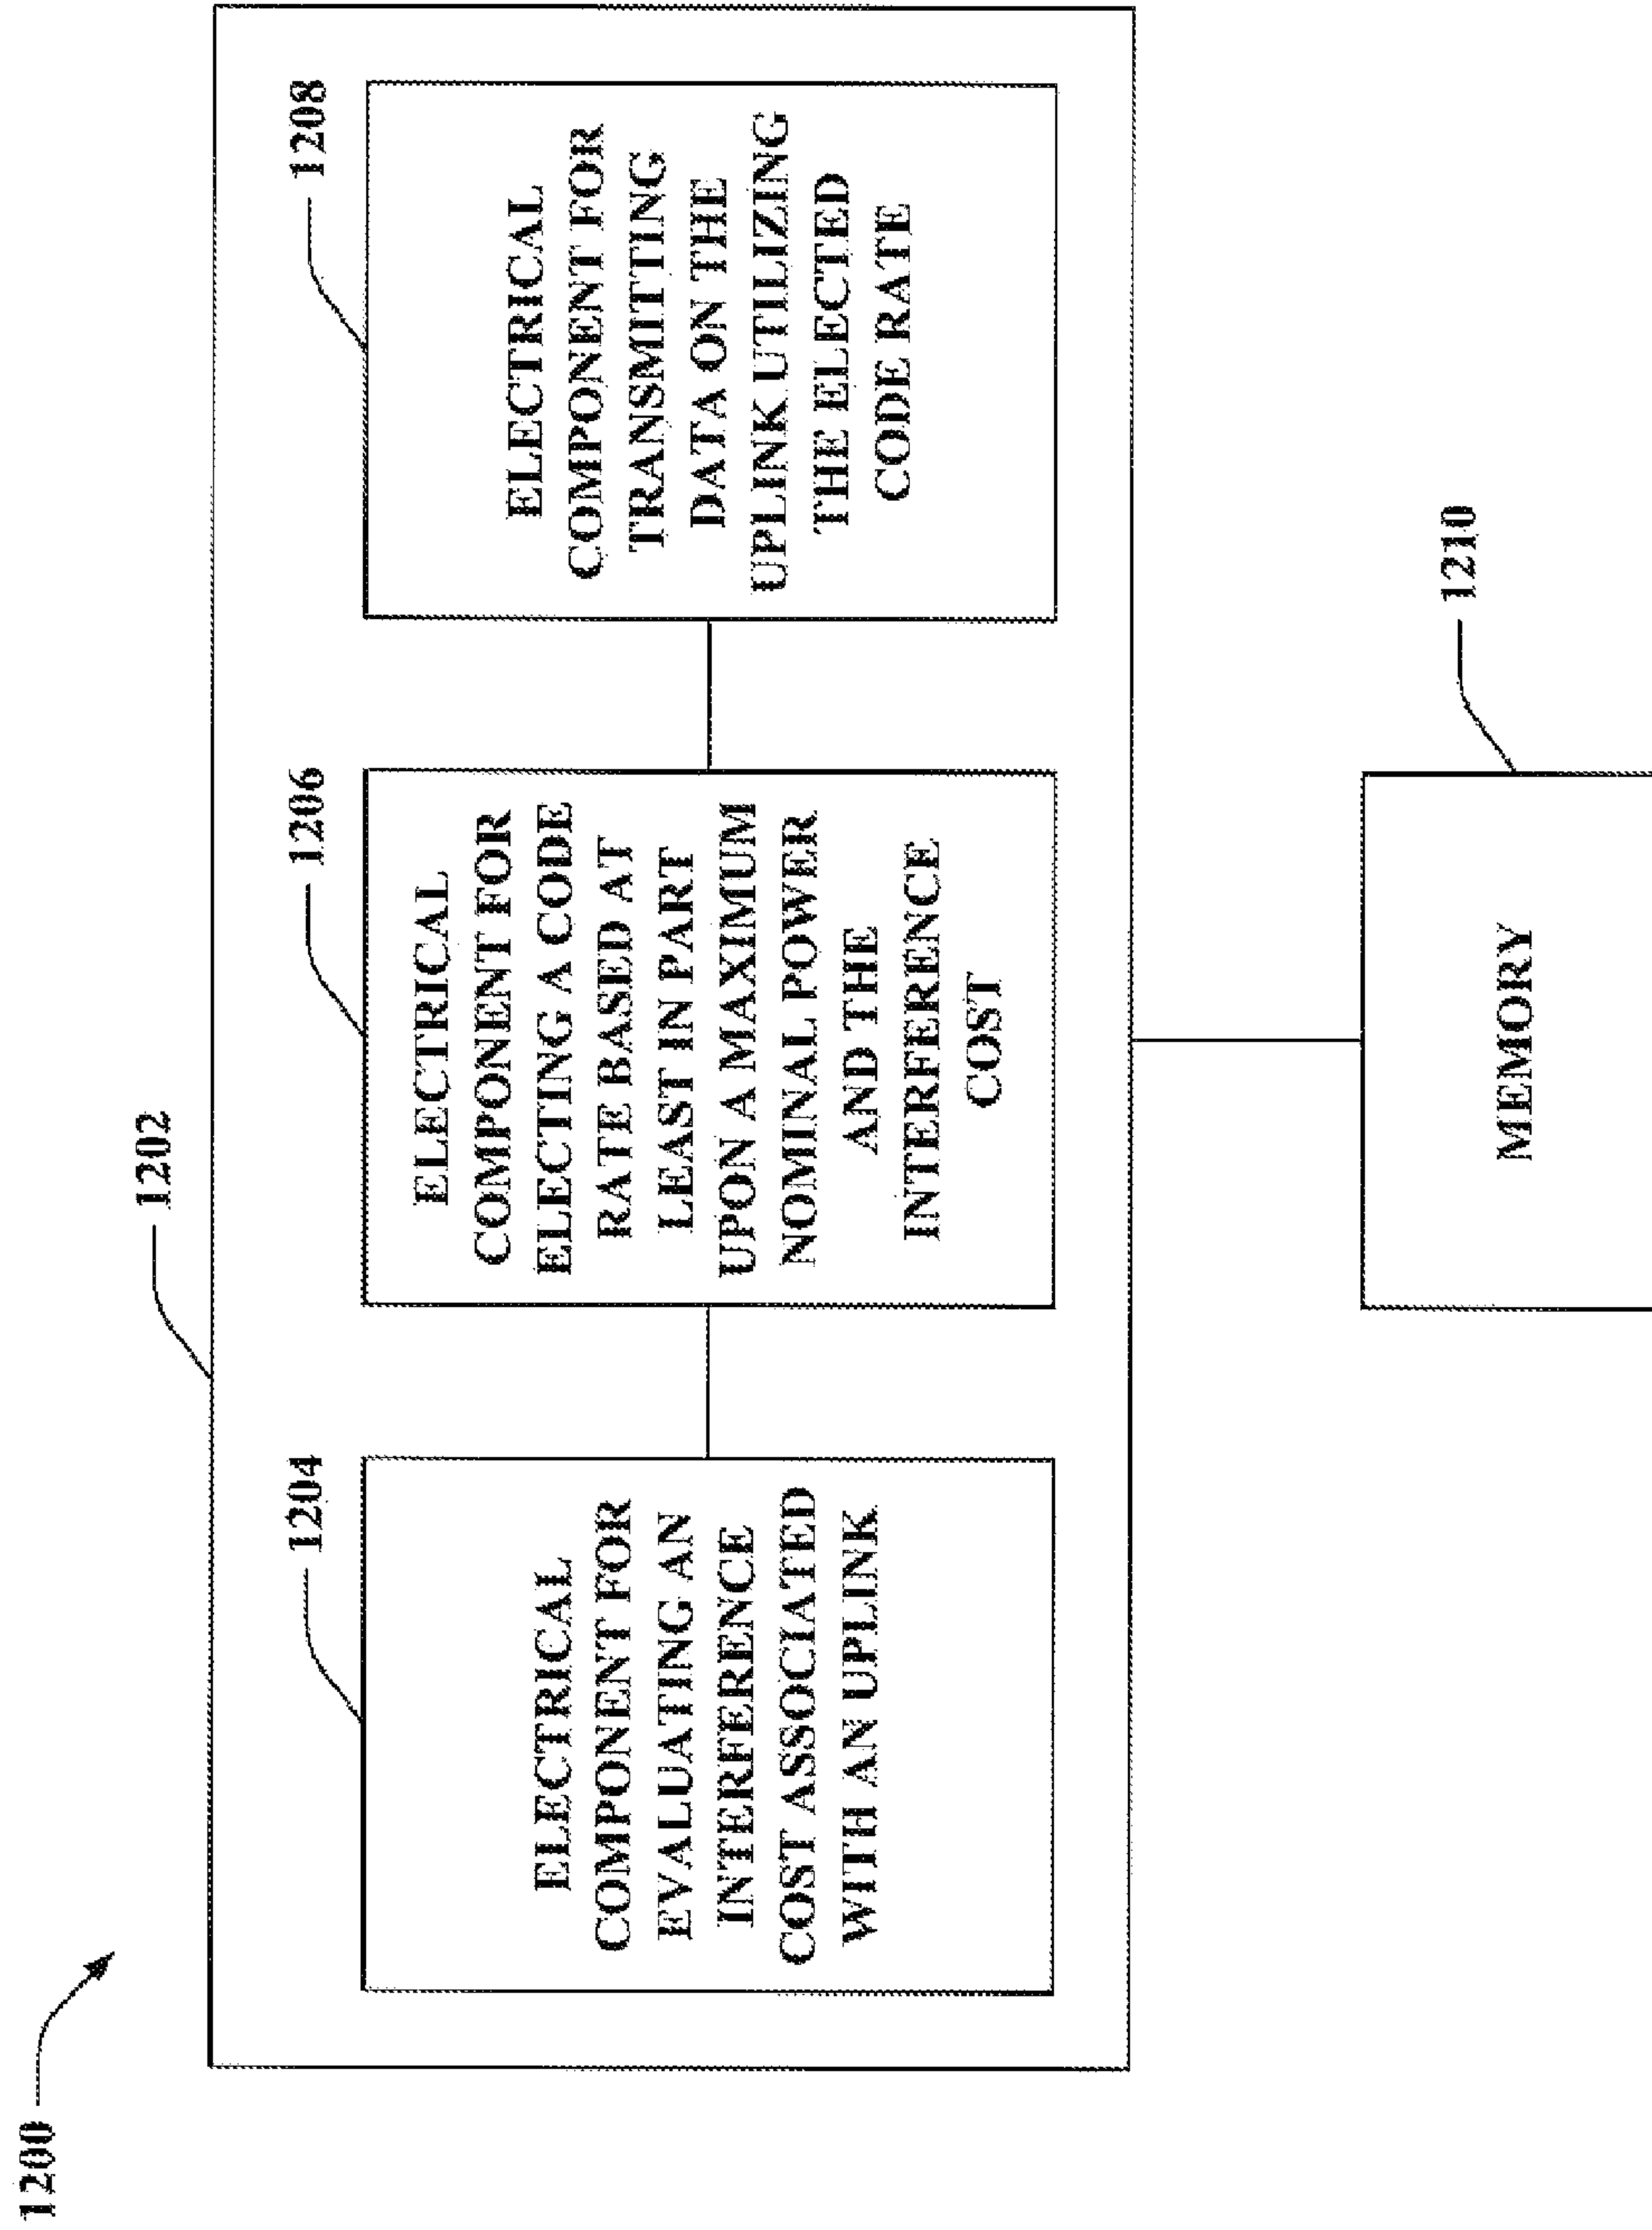 1200
1202
1204
ELECTRICAL
COMPONENT FOR
EVALUATING AN
INTERFERENCE
COST ASSOCIATED
WITH AN UPLINK
1206
ELECTRICAL
COMPONENT FOR
ELECTING A CODE
RATE BASED AT
LEAST IN PART
UPON A MAXIMUM
NOMINAL POWER
AND THE
INTERFERENCE
COST
1208
ELECTRICAL
COMPONENT FOR
TRANSMITTING
DATA ON THE
UPLINK UTILIZING
THE ELECTED
CODE RATE
1210
MEMORY